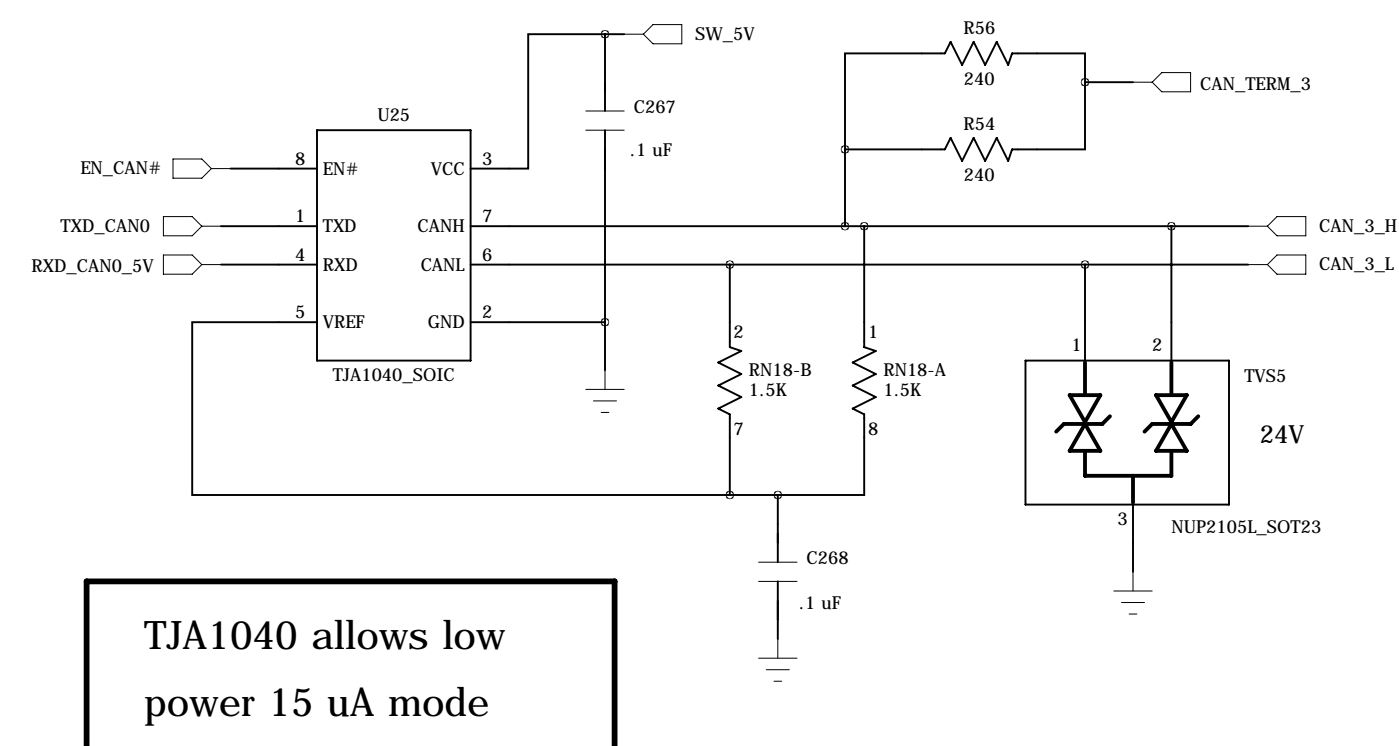 R56
240
SW_5V
CAN_TERM_3
C267
.1 uF
R54
240
U25
EN_CAN# 8 EN# VCC 3
TXD_CAN0 1 TXD CANH 7 CAN_3_H
RXD_CAN0_5V 4 RXD CANL 6 CAN_3_L
5 VREF GND 2
TJA1040_SOIC
2
RN18-B
1.5K
7
1
RN18-A
1.5K
8
1 2
TVS5
24V
3
NUP2105L_SOT23
C268
.1 uF
TJA1040 allows low
power 15 uA mode